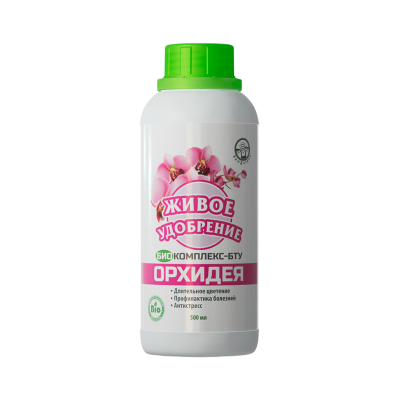 ЖИВОЕ
УДОБРЕНИЕ
БИОКОМПЛЕКС-БТУ
ОРХИДЕЯ
• Длительное цветение
• Профилактика болезней
• Антистресс
Bio
500 мл